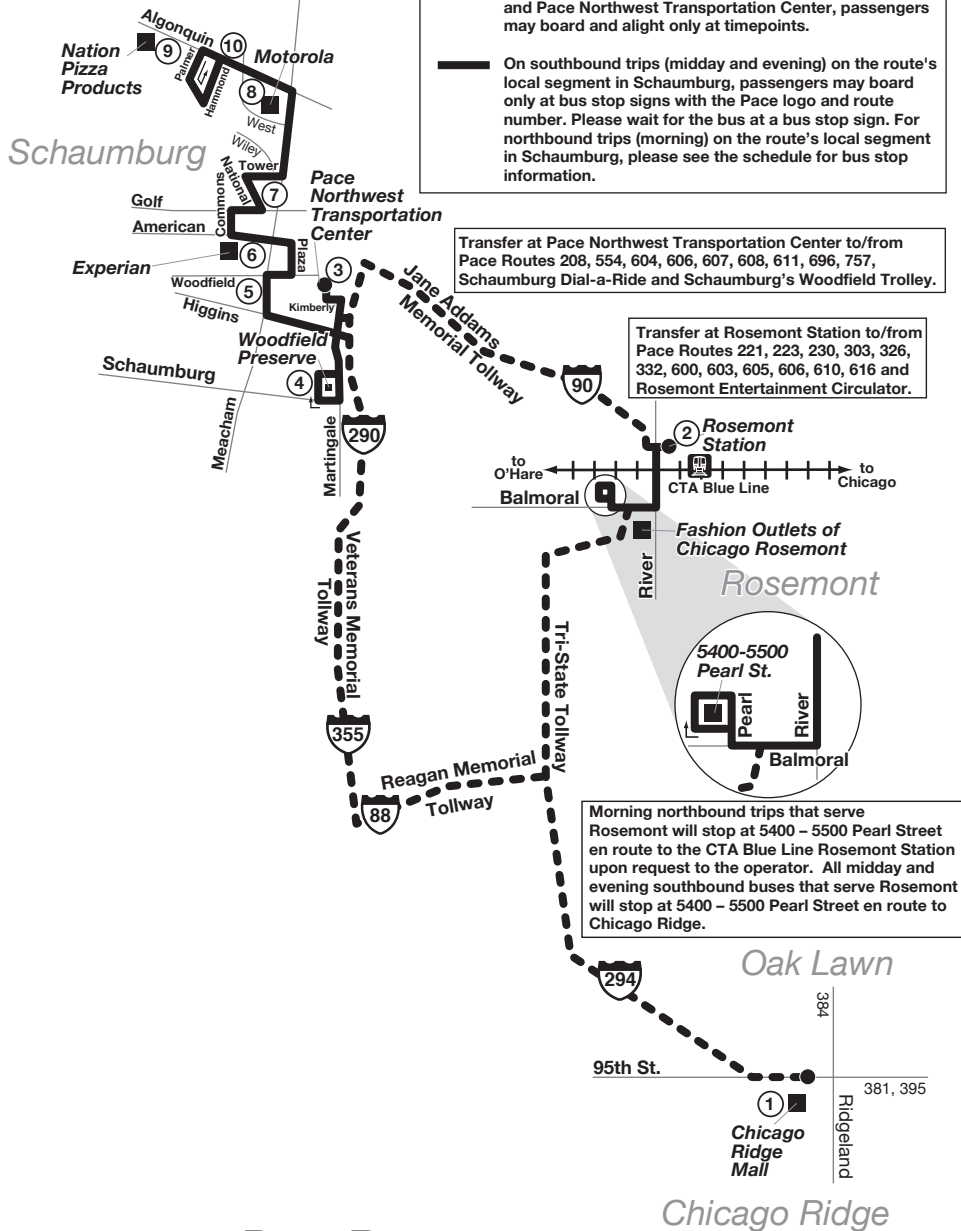 and Pace Northwest Transportation Center, passengers
may board and alight only at timepoints.
On southbound trips (midday and evening) on the route's
local segment in Schaumburg, passengers may board
only at bus stop signs with the Pace logo and route
number. Please wait for the bus at a bus stop sign. For
northbound trips (morning) on the route's local segment
in Schaumburg, please see the schedule for bus stop
information.
Algonquin
10
Motorola
Nation
Pizza
Products
9
Palmer
Hammond
8
West
Wiley
Schaumburg
Tower
National
7
Pace
Northwest
Transportation
Center
Golf
Commons
American
Plaza
Experian
6
3
Woodfield
5
Kimberly
Higgins
Woodfield
Preserve
Schaumburg
4
Meacham
Martingale
290
Transfer at Pace Northwest Transportation Center to/from
Pace Routes 208, 554, 604, 606, 607, 608, 611, 696, 757,
Schaumburg Dial-a-Ride and Schaumburg's Woodfield Trolley.
Jane Addams
Memorial Tollway
90
Transfer at Rosemont Station to/from
Pace Routes 221, 223, 230, 303, 326,
332, 600, 603, 605, 606, 610, 616 and
Rosemont Entertainment Circulator.
2
Rosemont
Station
to
O'Hare
to
Chicago
CTA Blue Line
Balmoral
Fashion Outlets of
Chicago Rosemont
River
Rosemont
Veterans Memorial
Tollway
Tri-State Tollway
5400-5500
Pearl St.
Pearl
River
Balmoral
355
Reagan Memorial
Tollway
88
Morning northbound trips that serve
Rosemont will stop at 5400 – 5500 Pearl Street
en route to the CTA Blue Line Rosemont Station
upon request to the operator. All midday and
evening southbound buses that serve Rosemont
will stop at 5400 – 5500 Pearl Street en route to
Chicago Ridge.
Oak Lawn
294
384
95th St.
381, 395
1
Chicago
Ridge
Mall
Ridgeland
Chicago Ridge